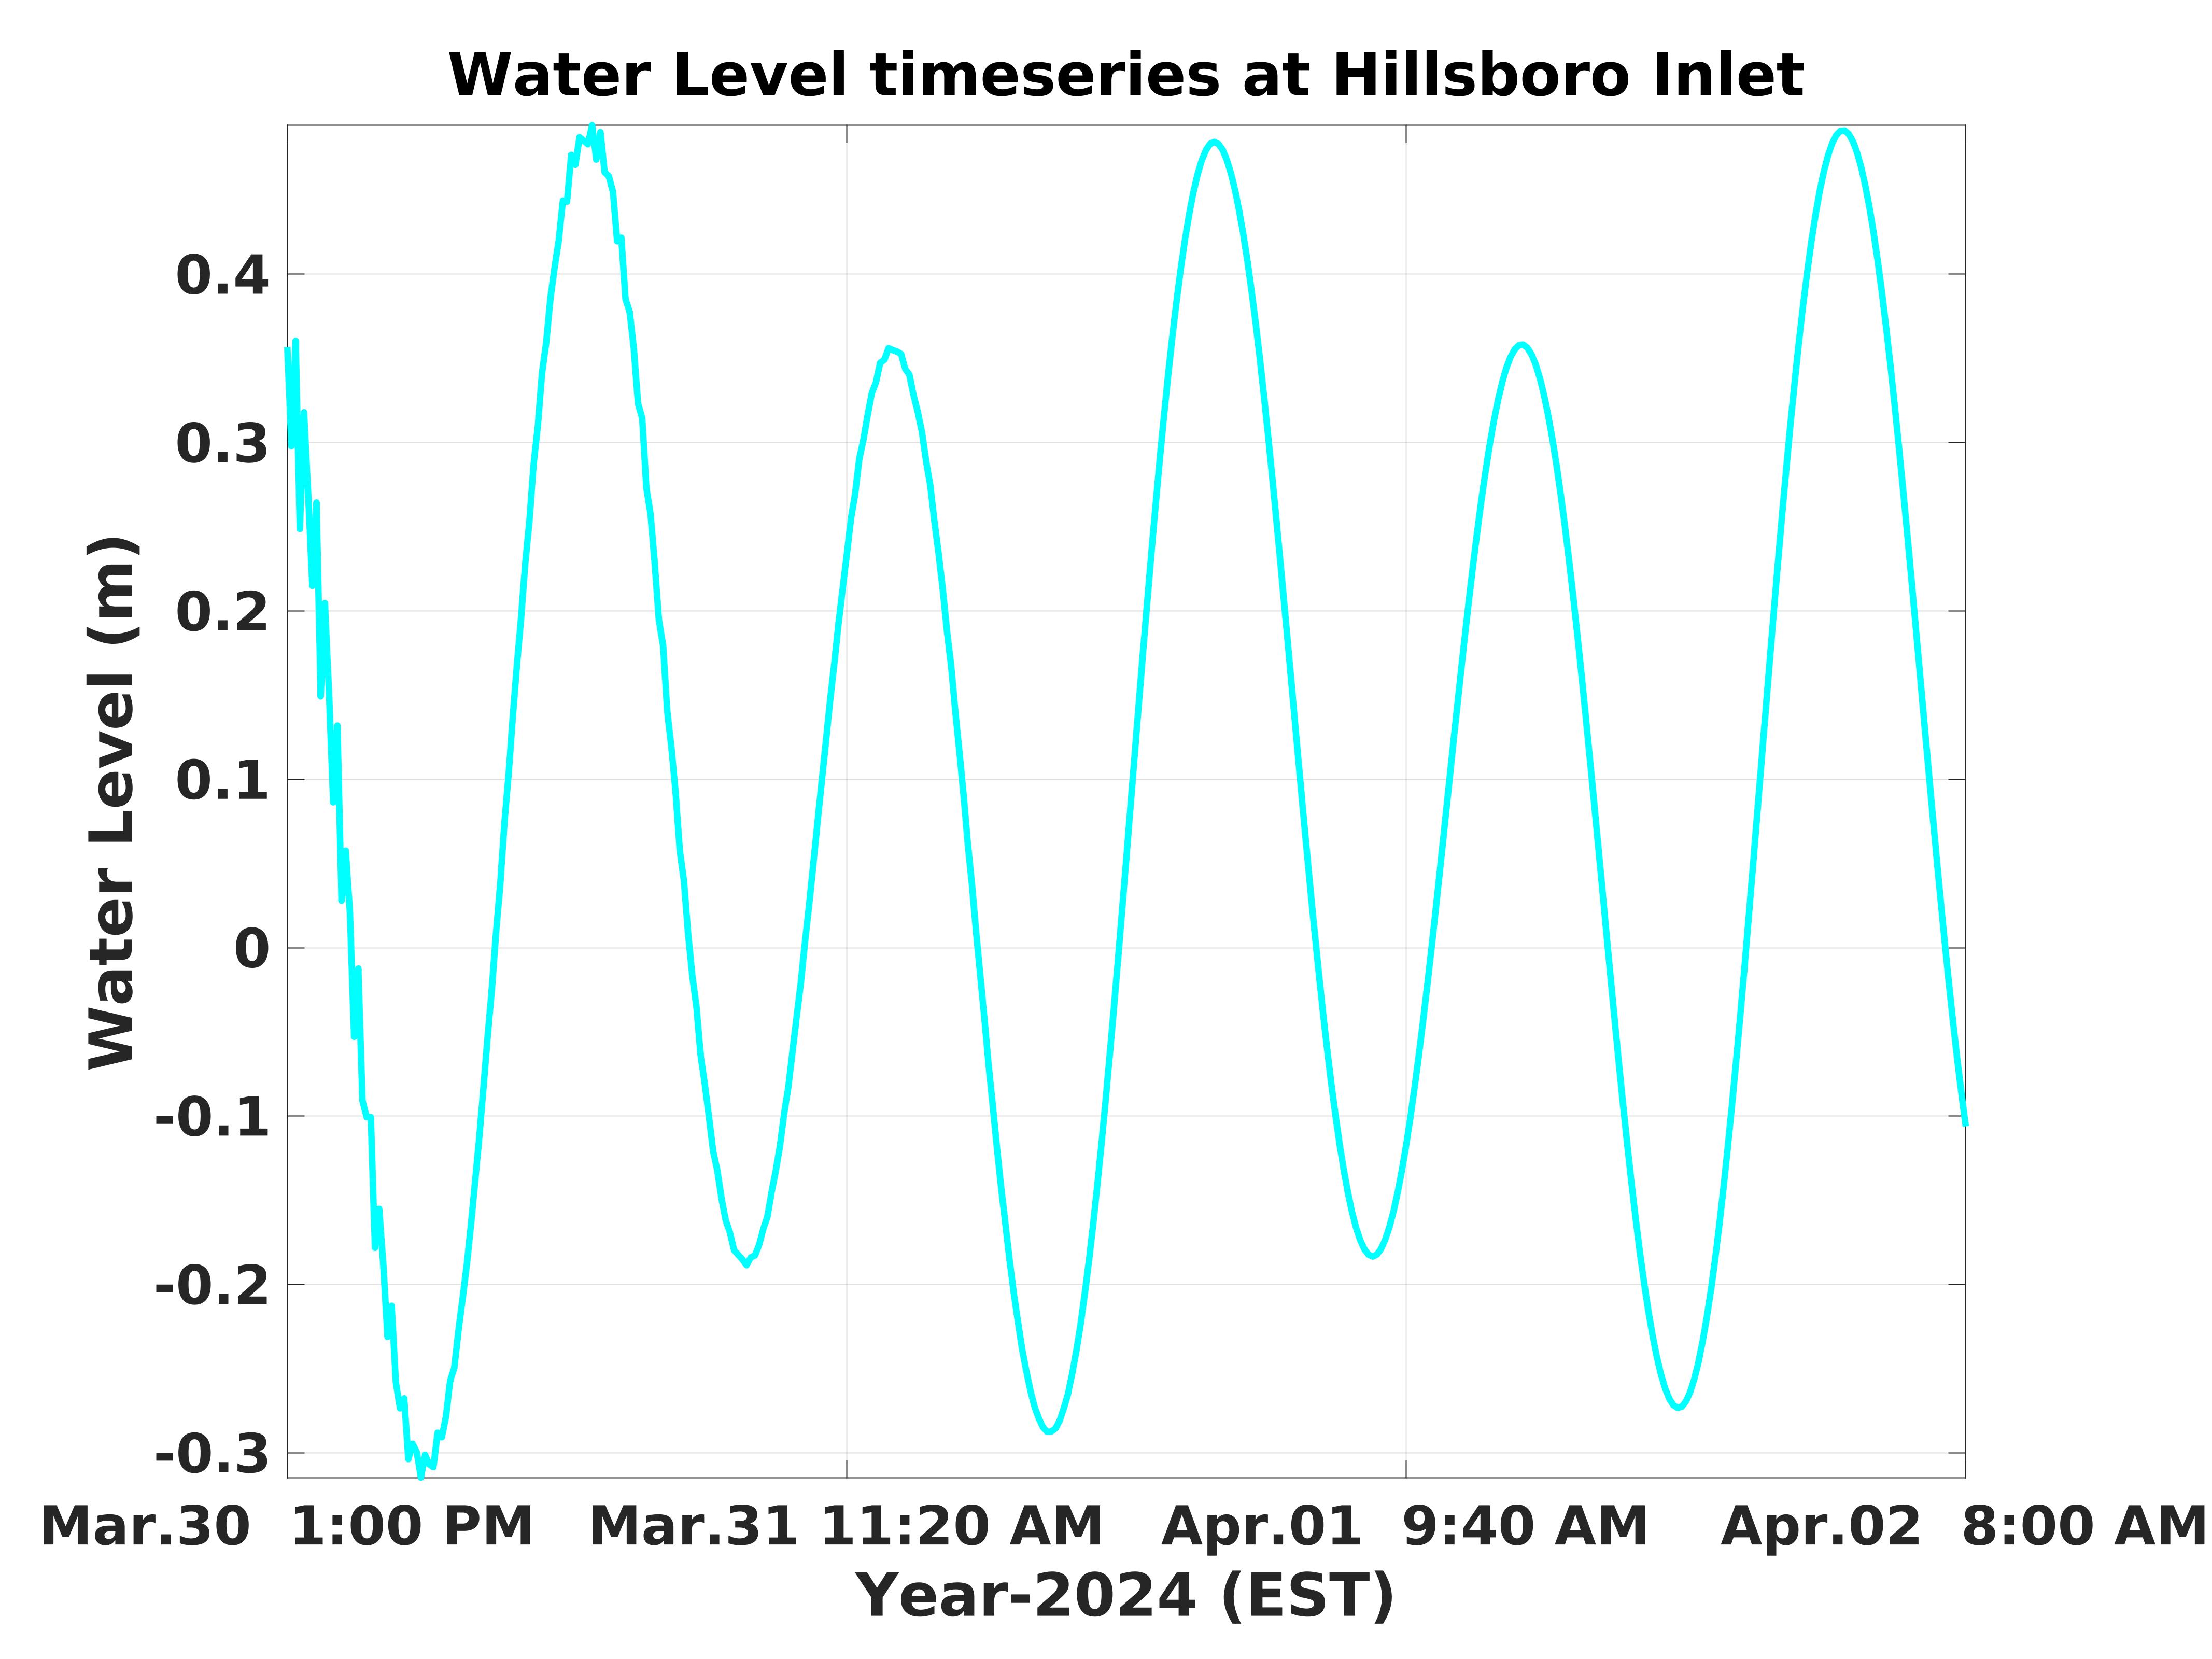 Water Level timeseries at Hillsboro Inlet
Water Level (m)
0.4
0.3
0.2
0.1
0
-0.1
-0.2
-0.3
Mar.30  1:00 PM
Mar.31 11:20 AM
Apr.01  9:40 AM
Apr.02  8:00 AM
Year-2024 (EST)